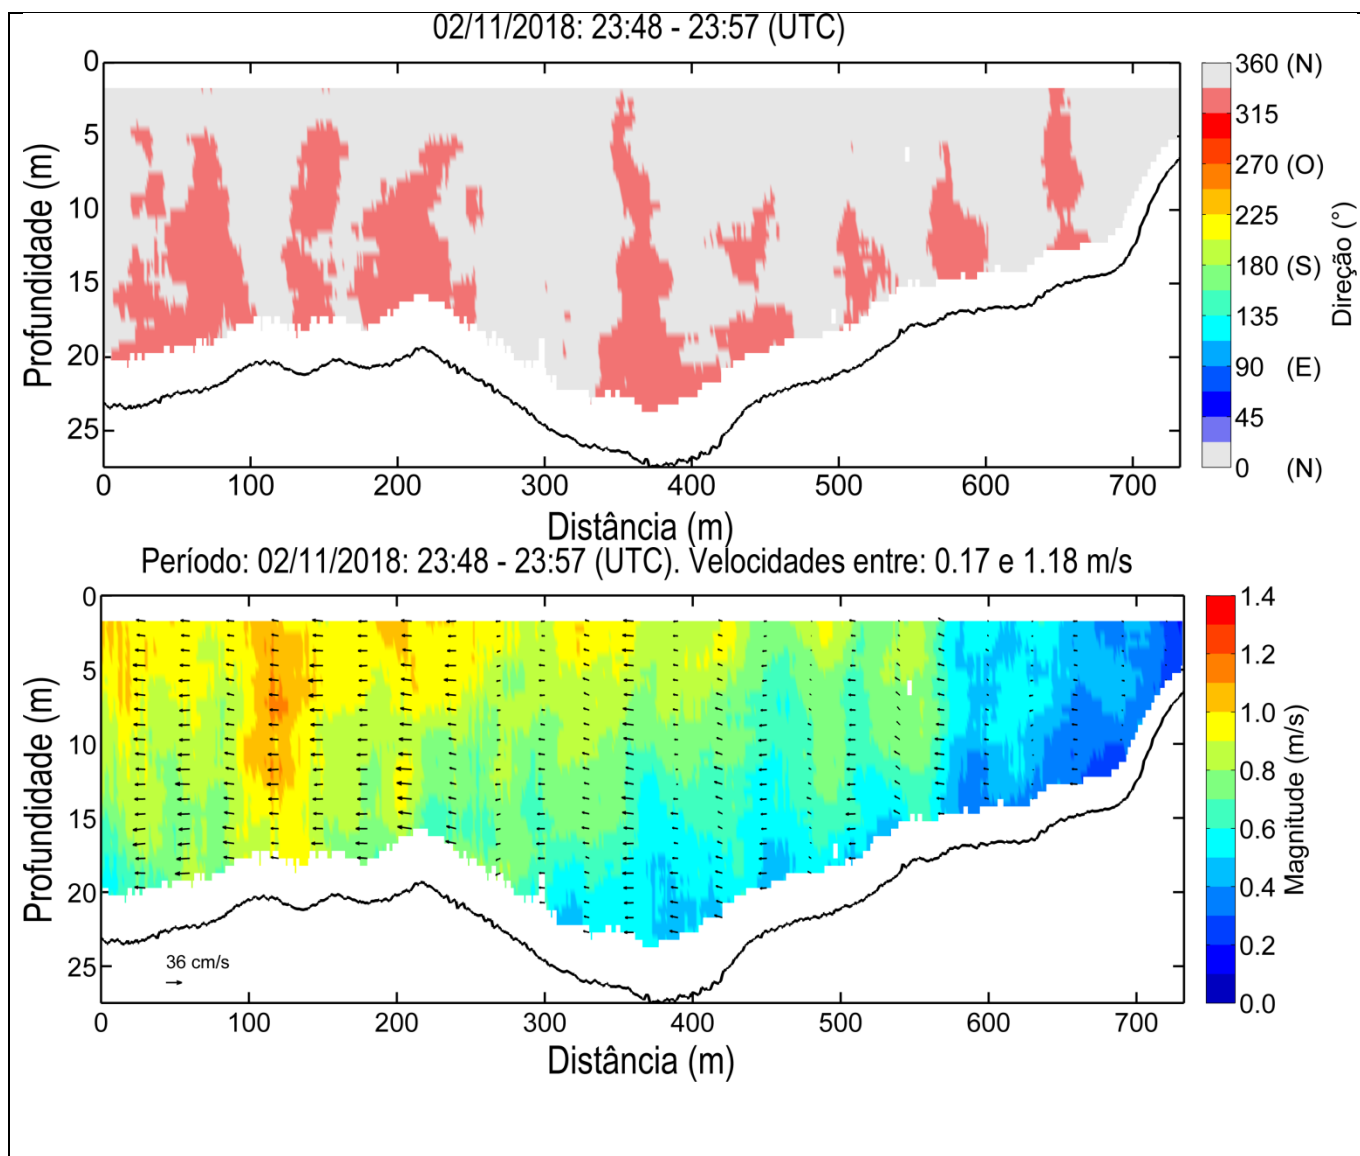 02/11/2018: 23:48 - 23:57 (UTC)
0
5
10
15
20
25
Profundidade (m)
0 100 200 300 400 500 600 700
Distância (m)
360 (N)
315
270 (O)
225
180 (S)
135
90 (E)
45
0 (N)
Direção (°)
Período: 02/11/2018: 23:48 - 23:57 (UTC). Velocidades entre: 0.17 e 1.18 m/s
0
5
10
15
20
25
Profundidade (m)
36 cm/s
0 100 200 300 400 500 600 700
Distância (m)
1.4
1.2
1.0
0.8
0.6
0.4
0.2
0.0
Magnitude (m/s)